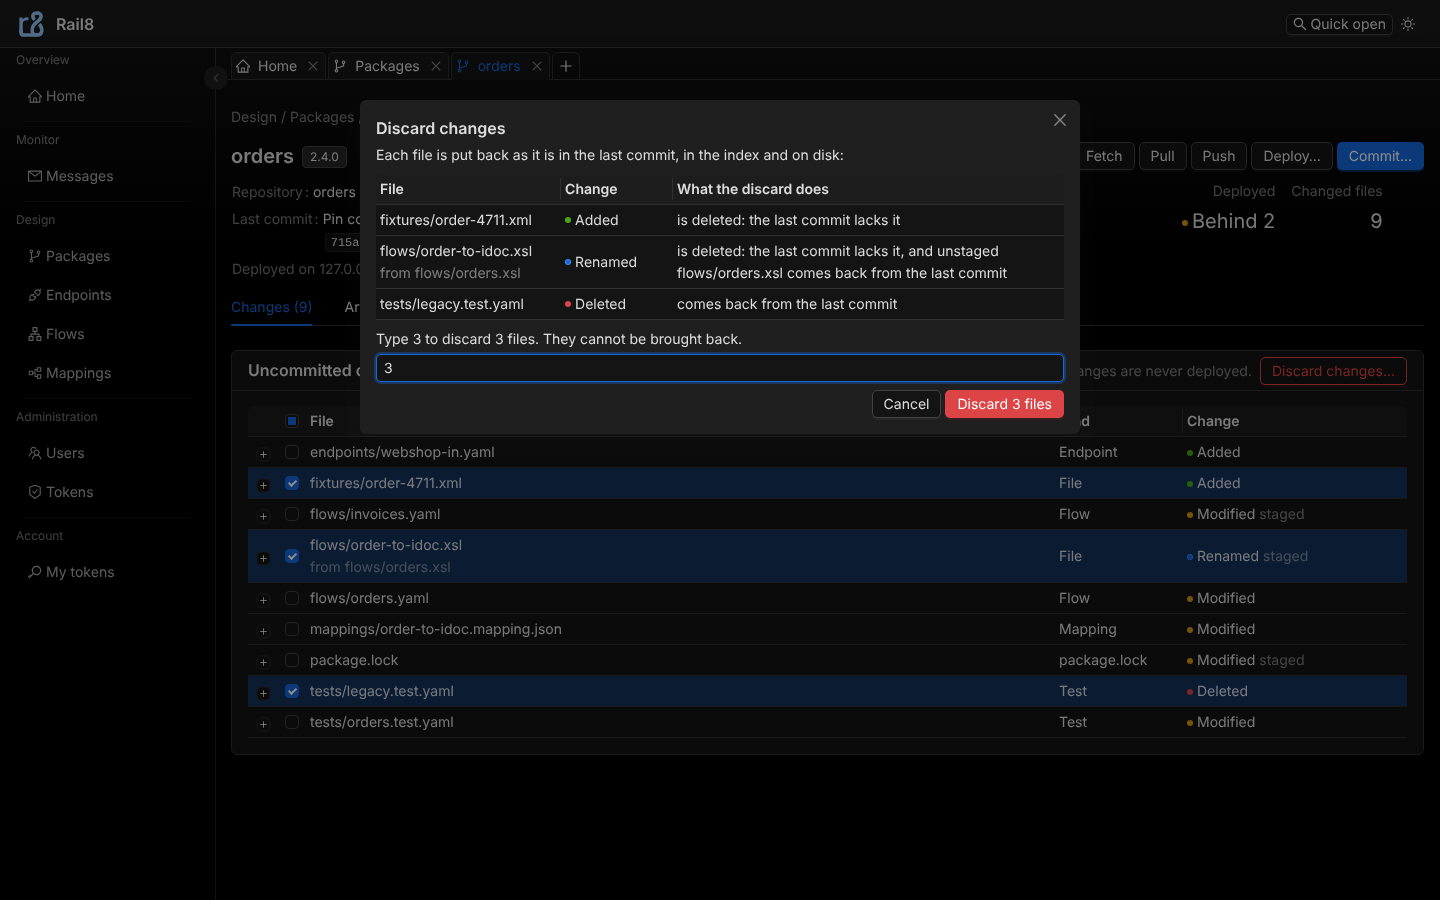 r8 Rail8
Quick open
Overview
Home
Monitor
Messages
Design
Packages
Endpoints
Flows
Mappings
Administration
Users
Tokens
Account
My tokens
Home
Packages
orders
Design / Packages /
orders 2.4.0
Fetch
Pull
Push
Deploy...
Commit...
Repository : orders
Last commit : Pin co
715a
Deployed on 127.0.0
Deployed
Behind 2
Changed files
9
Changes (9)
Ar
Discard changes
Each file is put back as it is in the last commit, in the index and on disk:
File Change What the discard does
fixtures/order-4711.xml Added is deleted: the last commit lacks it
flows/order-to-idoc.xsl Renamed is deleted: the last commit lacks it, and unstaged
from flows/orders.xsl flows/orders.xsl comes back from the last commit
tests/legacy.test.yaml Deleted comes back from the last commit
Type 3 to discard 3 files. They cannot be brought back.
3
Cancel
Discard 3 files
Uncommitted
anges are never deployed.
Discard changes...
File Change
endpoints/webshop-in.yaml Endpoint Added
fixtures/order-4711.xml File Added
flows/invoices.yaml Flow Modified staged
flows/order-to-idoc.xsl File Renamed staged
from flows/orders.xsl
flows/orders.yaml Flow Modified
mappings/order-to-idoc.mapping.json Mapping Modified
package.lock package.lock Modified staged
tests/legacy.test.yaml Test Deleted
tests/orders.test.yaml Test Modified